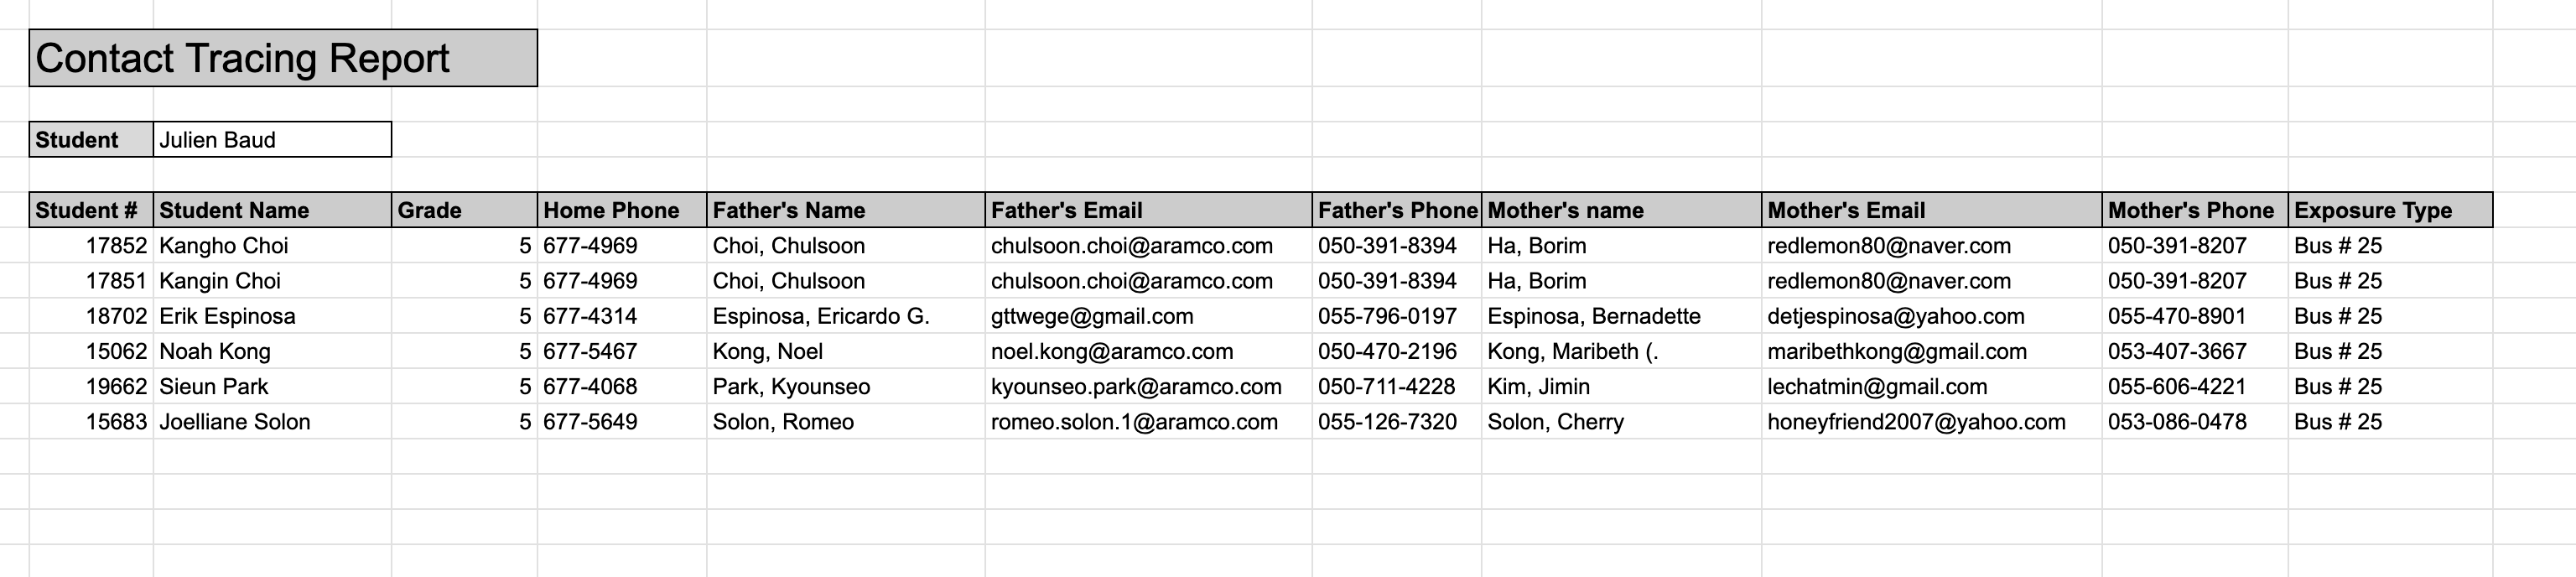 Contact Tracing Report
Student Julien Baud
Student # Student Name Grade Home Phone Father's Name Father's Email Father's Phone Mother's name Mother's Email Mother's Phone Exposure Type
17852 Kangho Choi 5 677-4969 Choi, Chulsoon chulsoon.choi@aramco.com 050-391-8394 Ha, Borim redlemon80@naver.com 050-391-8207 Bus # 25
17851 Kangin Choi 5 677-4969 Choi, Chulsoon chulsoon.choi@aramco.com 050-391-8394 Ha, Borim redlemon80@naver.com 050-391-8207 Bus # 25
18702 Erik Espinosa 5 677-4314 Espinosa, Ericardo G. gttwege@gmail.com 055-796-0197 Espinosa, Bernadette detjespinosa@yahoo.com 055-470-8901 Bus # 25
15062 Noah Kong 5 677-5467 Kong, Noel noel.kong@aramco.com 050-470-2196 Kong, Maribeth (. maribethkong@gmail.com 053-407-3667 Bus # 25
19662 Sieun Park 5 677-4068 Park, Kyounseo kyounseo.park@aramco.com 050-711-4228 Kim, Jimin lechatmin@gmail.com 055-606-4221 Bus # 25
15683 Joelliane Solon 5 677-5649 Solon, Romeo romeo.solon.1@aramco.com 055-126-7320 Solon, Cherry honeyfriend2007@yahoo.com 053-086-0478 Bus # 25